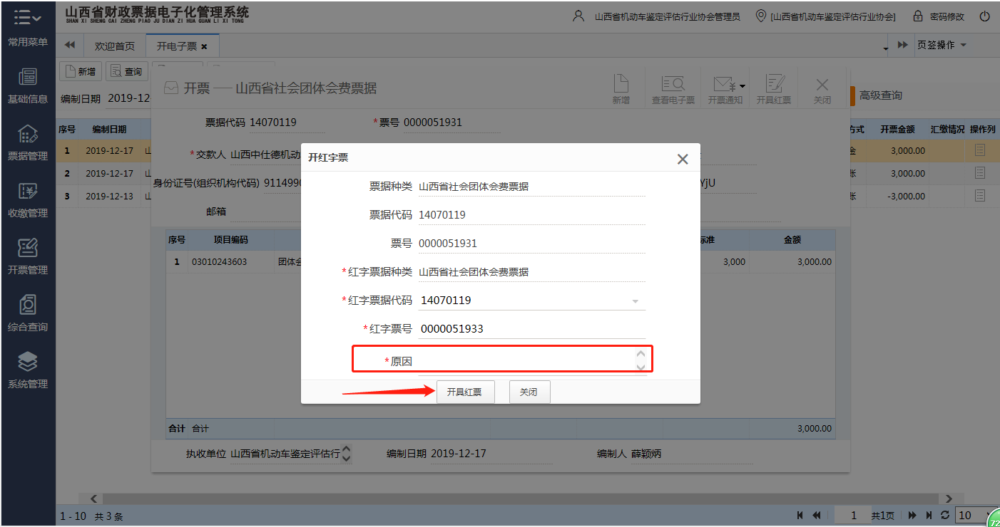 山西省财政票据电子化管理系统
SHAN XI SHENG CAI ZHENG PIAO JU DIAN ZI HUA GUAN LI XI TONG
山西省机动车鉴定评估行业协会管理员
[山西省机动车鉴定评估行业协会]
密码修改
常用菜单
基础信息
票据管理
收缴管理
开票管理
综合查询
系统管理
欢迎首页
开电子票
页签操作
新增
查询
编制日期 2019-12
高级查询
序号 编制日期
方式 开票金额 汇缴情况 操作列
1 2019-12-17 山
金 3,000.00
2 2019-12-17 山
账 3,000.00
3 2019-12-13 山
账 -3,000.00
开票 —— 山西省社会团体会费票据
新增
查看电子票
开票通知
开具红票
关闭
票据代码 14070119
*票号 0000051931
*交款人 山西中仕德机动
身份证号(组织机构代码) 9114990
YjU
邮箱
序号 项目编码
标准 金额
1 03010243603 团体会
3,000 3,000.00
合计 合计 3,000.00
执收单位 山西省机动车鉴定评估行
编制日期 2019-12-17
编制人 薛颖炳
开红字票
票据种类 山西省社会团体会费票据
票据代码 14070119
票号 0000051931
*红字票据种类 山西省社会团体会费票据
*红字票据代码 14070119
*红字票号 0000051933
*原因
开具红票 关闭
1 - 10 共 3 条
1 共1页 10
72